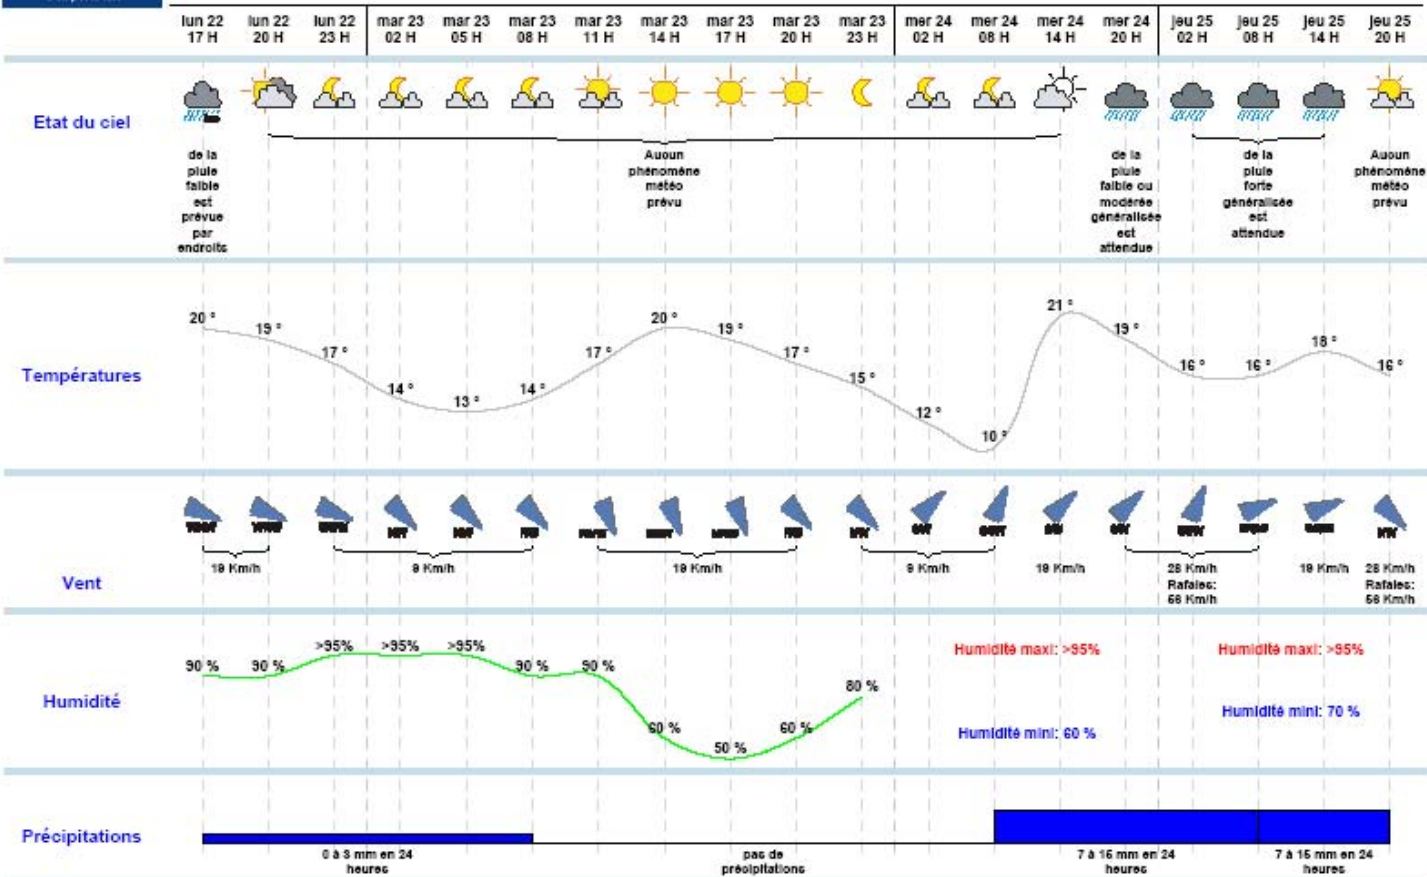 lun 22 lun 22 lun 22 mar 23 mar 23 mar 23 mar 23 mar 23 mar 23 mar 23 mar 23 mer 24 mer 24 mer 24 mer 24 jeu 25 jeu 25 jeu 25 jeu 25
17 H 20 H 23 H 02 H 05 H 08 H 11 H 14 H 17 H 20 H 23 H 02 H 08 H 14 H 20 H 02 H 08 H 14 H 20 H
Etat du ciel
de la
pluie
faible
est
prévue
par
endroits
Aucun
phénomène
météo
prévu
de la
pluie
faible ou
modérée
généralisée
est
attendue
de la
pluie
forte
généralisée
est
attendue
Aucun
phénomène
météo
prévu
Températures
20 ° 19 ° 17 ° 14 ° 13 ° 14 ° 17 ° 20 ° 19 ° 17 ° 15 ° 12 ° 10 ° 21 ° 19 ° 16 ° 16 ° 18 ° 16 °
Vent
19 Km/h 9 Km/h 19 Km/h 9 Km/h 19 Km/h 28 Km/h 19 Km/h 28 Km/h
Rafales: Rafales:
56 Km/h 56 Km/h
Humidité
90 % 90 % >95% >95% >95% 90 % 90 % 60 % 50 % 60 % 80 %
Humidité maxi: >95% Humidité maxi: >95%
Humidité mini: 60 % Humidité mini: 70 %
Précipitations
0 à 3 mm en 24
heures
pas de
précipitations
7 à 15 mm en 24
heures
7 à 15 mm en 24
heures